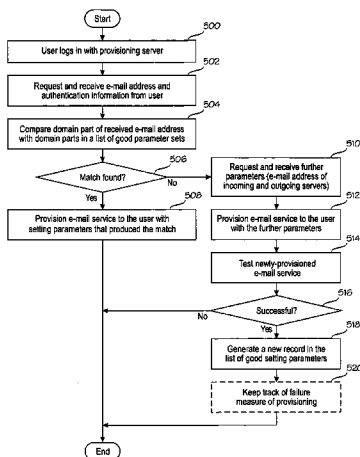 Start
500
User logs in with provisioning server
502
Request and receive e-mail address and
authentication information from user
504
Compare domain part of received e-mail address
with domain parts in a list of good parameter sets
506
Match found?
No
Yes
508
Provision e-mail service to the user with
setting parameters that produced the match
510
Request and receive further
parameters (e-mail address of
incoming and outgoing servers)
512
Provision e-mail service to the user
with the further parameters
514
Test newly-provisioned
e-mail service
516
Successful?
No
Yes
518
Generate a new record in the
list of good setting parameters
520
Keep track of failure
measure of provisioning
End